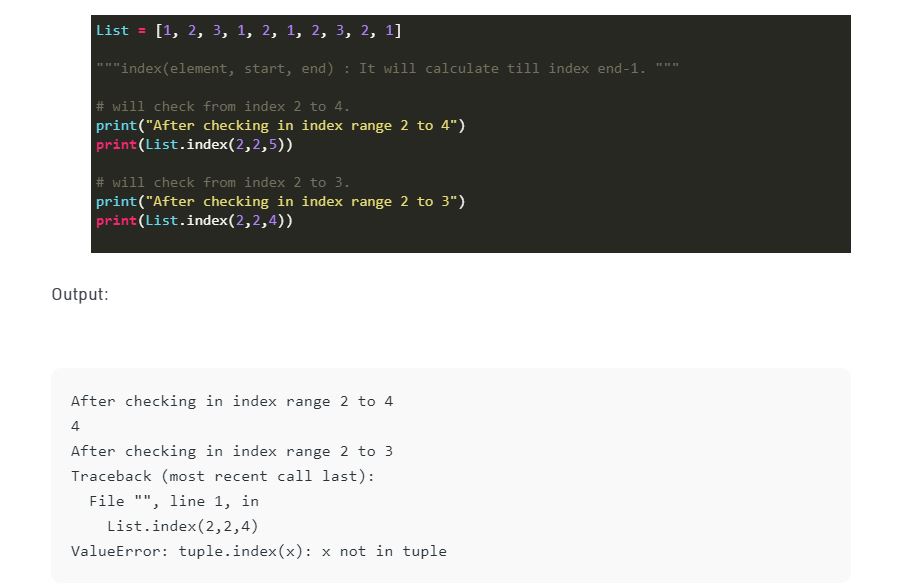 List = [1, 2, 3, 1, 2, 1, 2, 3, 2, 1]
"""index(element, start, end) : It will calculate till index end-1. """
# will check from index 2 to 4.
print("After checking in index range 2 to 4")
print(List.index(2,2,5))
# will check from index 2 to 3.
print("After checking in index range 2 to 3")
print(List.index(2,2,4))
Output:
After checking in index range 2 to 4
4
After checking in index range 2 to 3
Traceback (most recent call last):
  File "", line 1, in
    List.index(2,2,4)
ValueError: tuple.index(x): x not in tuple